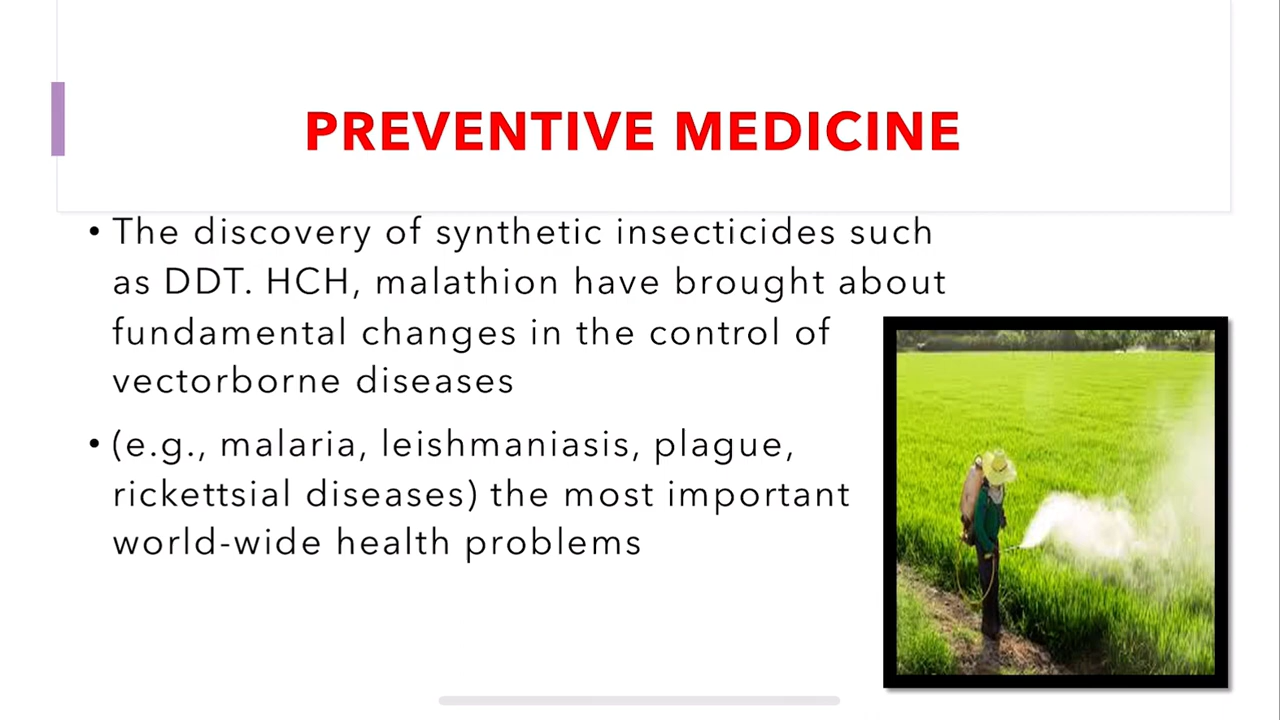 PREVENTIVE MEDICINE
• The discovery of synthetic insecticides such
as DDT. HCH, malathion have brought about
fundamental changes in the control of
vectorborne diseases
• (e.g., malaria, leishmaniasis, plague,
rickettsial diseases) the most important
world-wide health problems